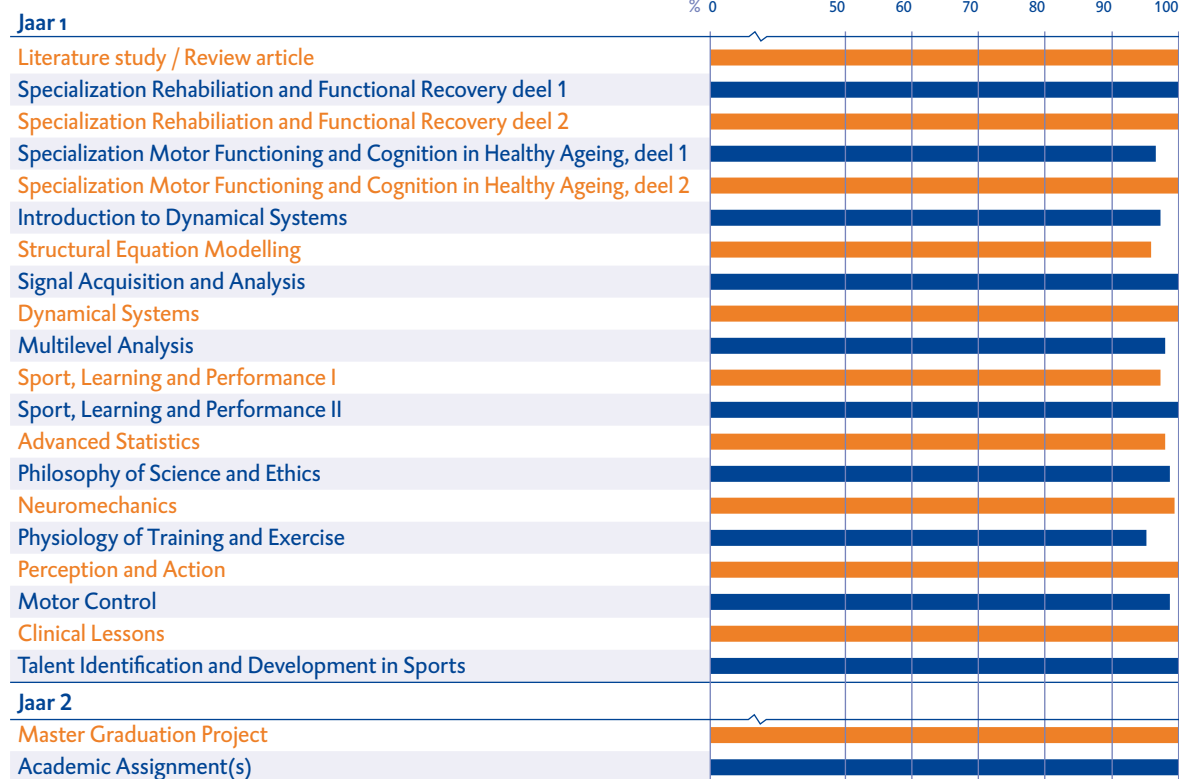 % 0 50 60 70 80 90 100
Jaar 1
Literature study / Review article
Specialization Rehabiliation and Functional Recovery deel 1
Specialization Rehabiliation and Functional Recovery deel 2
Specialization Motor Functioning and Cognition in Healthy Ageing, deel 1
Specialization Motor Functioning and Cognition in Healthy Ageing, deel 2
Introduction to Dynamical Systems
Structural Equation Modelling
Signal Acquisition and Analysis
Dynamical Systems
Multilevel Analysis
Sport, Learning and Performance I
Sport, Learning and Performance II
Advanced Statistics
Philosophy of Science and Ethics
Neuromechanics
Physiology of Training and Exercise
Perception and Action
Motor Control
Clinical Lessons
Talent Identification and Development in Sports
Jaar 2
Master Graduation Project
Academic Assignment(s)